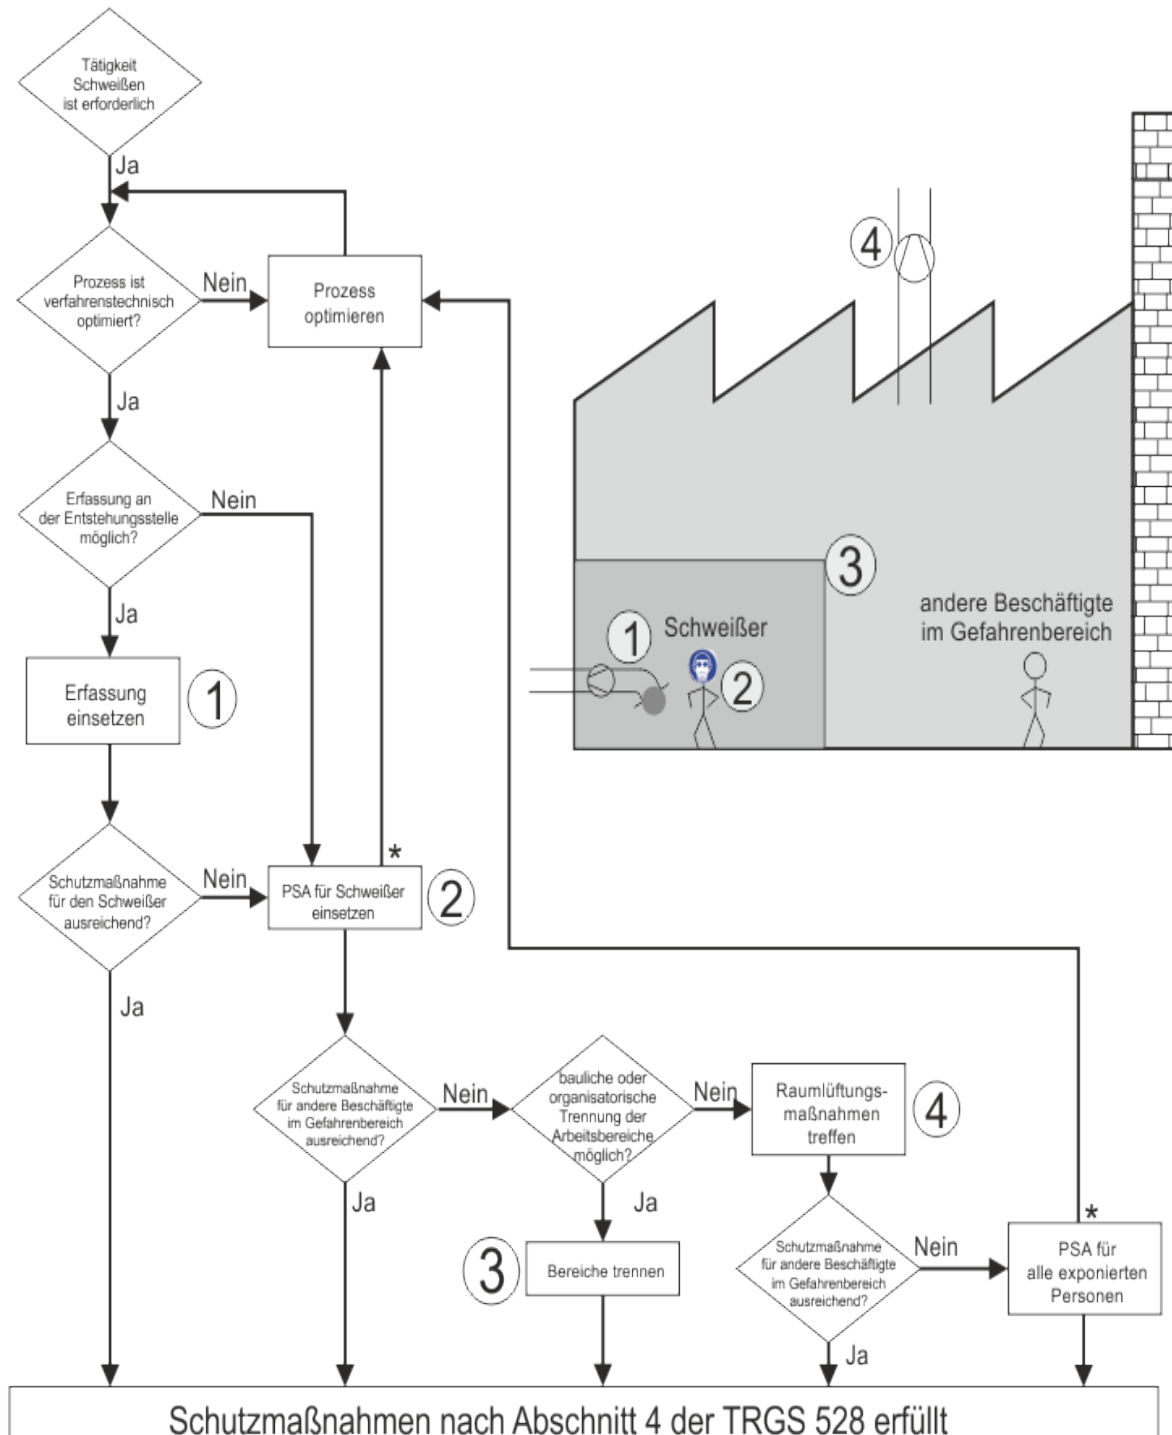 Tätigkeit
Schweißen
ist erforderlich
Ja
Prozess ist
verfahrenstechnisch
optimiert?
Nein
Prozess
optimieren
Ja
Erfassung an
der Entstehungsstelle
möglich?
Nein
Ja
Erfassung
einsetzen
1
Schutzmaßnahme
für den Schweißer
ausreichend?
Nein
PSA für Schweißer
einsetzen
*
2
Ja
Schutzmaßnahme
für andere Beschäftigte
im Gefahrenbereich
ausreichend?
Nein
bauliche oder
organisatorische
Trennung der
Arbeitsbereiche
möglich?
Nein
Raumlüftungs-
maßnahmen
treffen
4
Ja
Ja
3
Bereiche trennen
Schutzmaßnahme
für andere Beschäftigte
im Gefahrenbereich
ausreichend?
Nein
*
PSA für
alle exponierten
Personen
Ja
Schutzmaßnahmen nach Abschnitt 4 der TRGS 528 erfüllt
4
3
1
Schweißer
2
andere Beschäftigte
im Gefahrenbereich